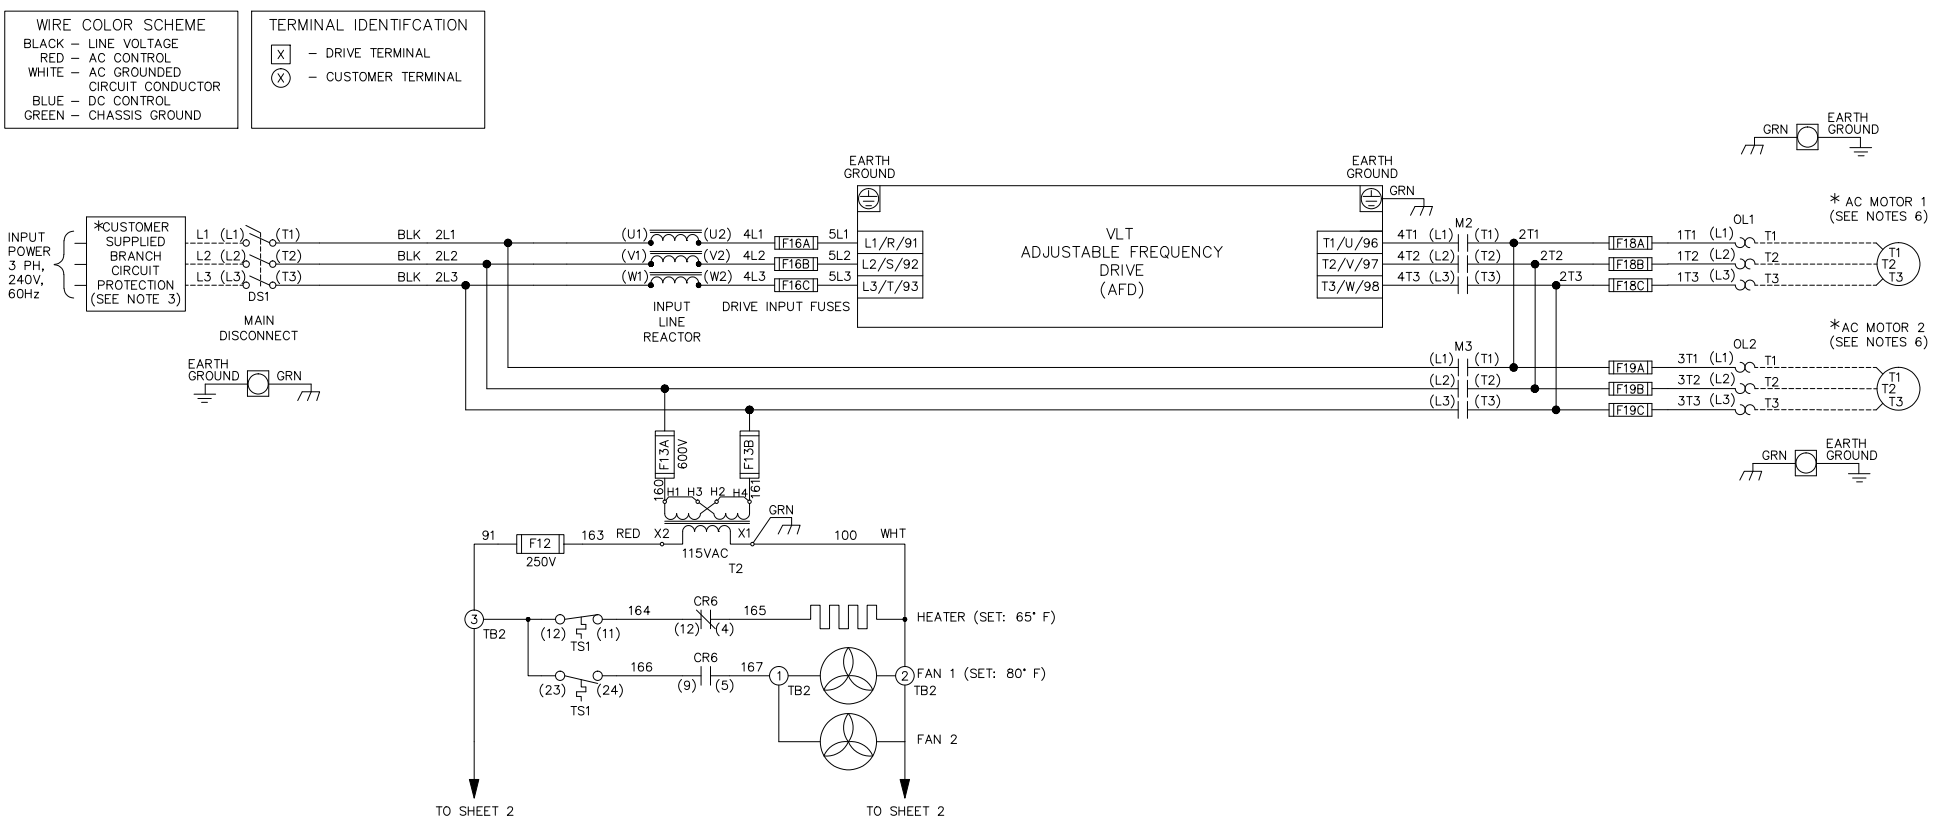 WIRE COLOR SCHEME
BLACK – LINE VOLTAGE
RED – AC CONTROL
WHITE – AC GROUNDED
CIRCUIT CONDUCTOR
BLUE – DC CONTROL
GREEN – CHASSIS GROUND
TERMINAL IDENTIFCATION
X – DRIVE TERMINAL
X – CUSTOMER TERMINAL
GRN
EARTH
GROUND
INPUT
POWER
3 PH,
240V,
60Hz
*CUSTOMER
SUPPLIED
BRANCH
CIRCUIT
PROTECTION
(SEE NOTE 3)
L1 (L1) (T1) BLK 2L1 (U1) (U2) 4L1 F16A 5L1 L1/R/91
L2 (L2) (T2) BLK 2L2 (V1) (V2) 4L2 F16B 5L2 L2/S/92
L3 (L3) (T3) BLK 2L3 (W1) (W2) 4L3 F16C 5L3 L3/T/93
DS1
MAIN
DISCONNECT
INPUT
LINE
REACTOR
DRIVE INPUT FUSES
EARTH
GROUND
GRN
EARTH
GROUND
VLT
ADJUSTABLE FREQUENCY
DRIVE
(AFD)
EARTH
GROUND
GRN
M2
T1/U/96 4T1 (L1) (T1) 2T1 F18A 1T1 (L1) T1
T2/V/97 4T2 (L2) (T2) 2T2 F18B 1T2 (L2) T2
T3/W/98 4T3 (L3) (T3) 2T3 F18C 1T3 (L3) T3
OL1
* AC MOTOR 1
(SEE NOTES 6)
T1
T2
T3
M3
(L1) (T1) F19A 3T1 (L1) T1
(L2) (T2) F19B 3T2 (L2) T2
(L3) (T3) F19C 3T3 (L3) T3
OL2
*AC MOTOR 2
(SEE NOTES 6)
T1
T2
T3
GRN
EARTH
GROUND
F13A
600V
F13B
160
H1 H3 H2 H4
161
GRN
91 F12 163 RED X2 X1 100 WHT
250V
115VAC
T2
3
TB2
(12) (11)
TS1
164
CR6
(12) (4)
165
HEATER (SET: 65° F)
(23) (24)
TS1
166
CR6
(9) (5)
167
1
TB2
2
TB2
FAN 1 (SET: 80° F)
FAN 2
TO SHEET 2
TO SHEET 2